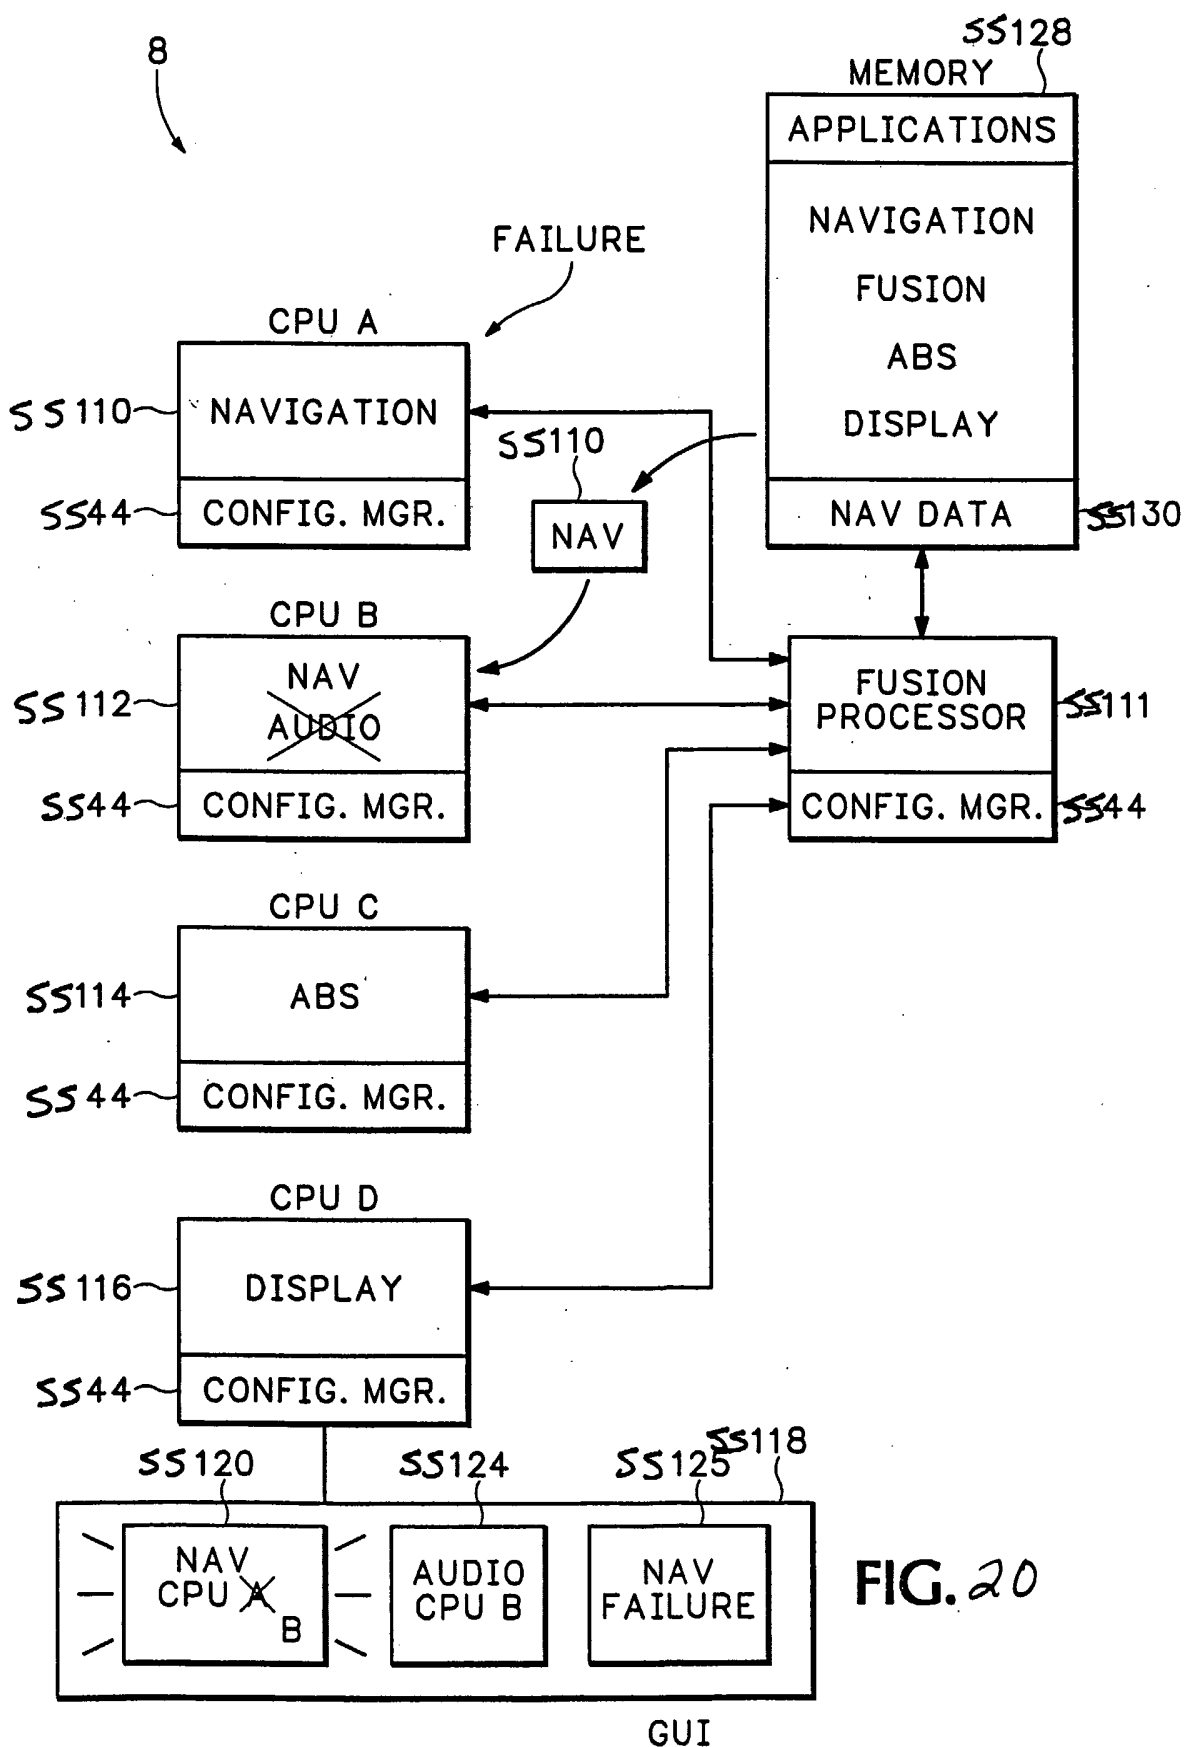 8
SS128
MEMORY
APPLICATIONS
NAVIGATION
FUSION
ABS
DISPLAY
NAV DATA
SS130
FAILURE
CPU A
SS110
NAVIGATION
SS44
CONFIG. MGR.
SS110
NAV
CPU B
SS112
NAV
AUDIO
SS44
CONFIG. MGR.
FUSION
PROCESSOR
SS111
CONFIG. MGR.
SS44
CPU C
SS114
ABS
SS44
CONFIG. MGR.
CPU D
SS116
DISPLAY
SS44
CONFIG. MGR.
SS120
SS124
SS125
SS118
NAV
CPU A
B
AUDIO
CPU B
NAV
FAILURE
GUI
FIG. 20